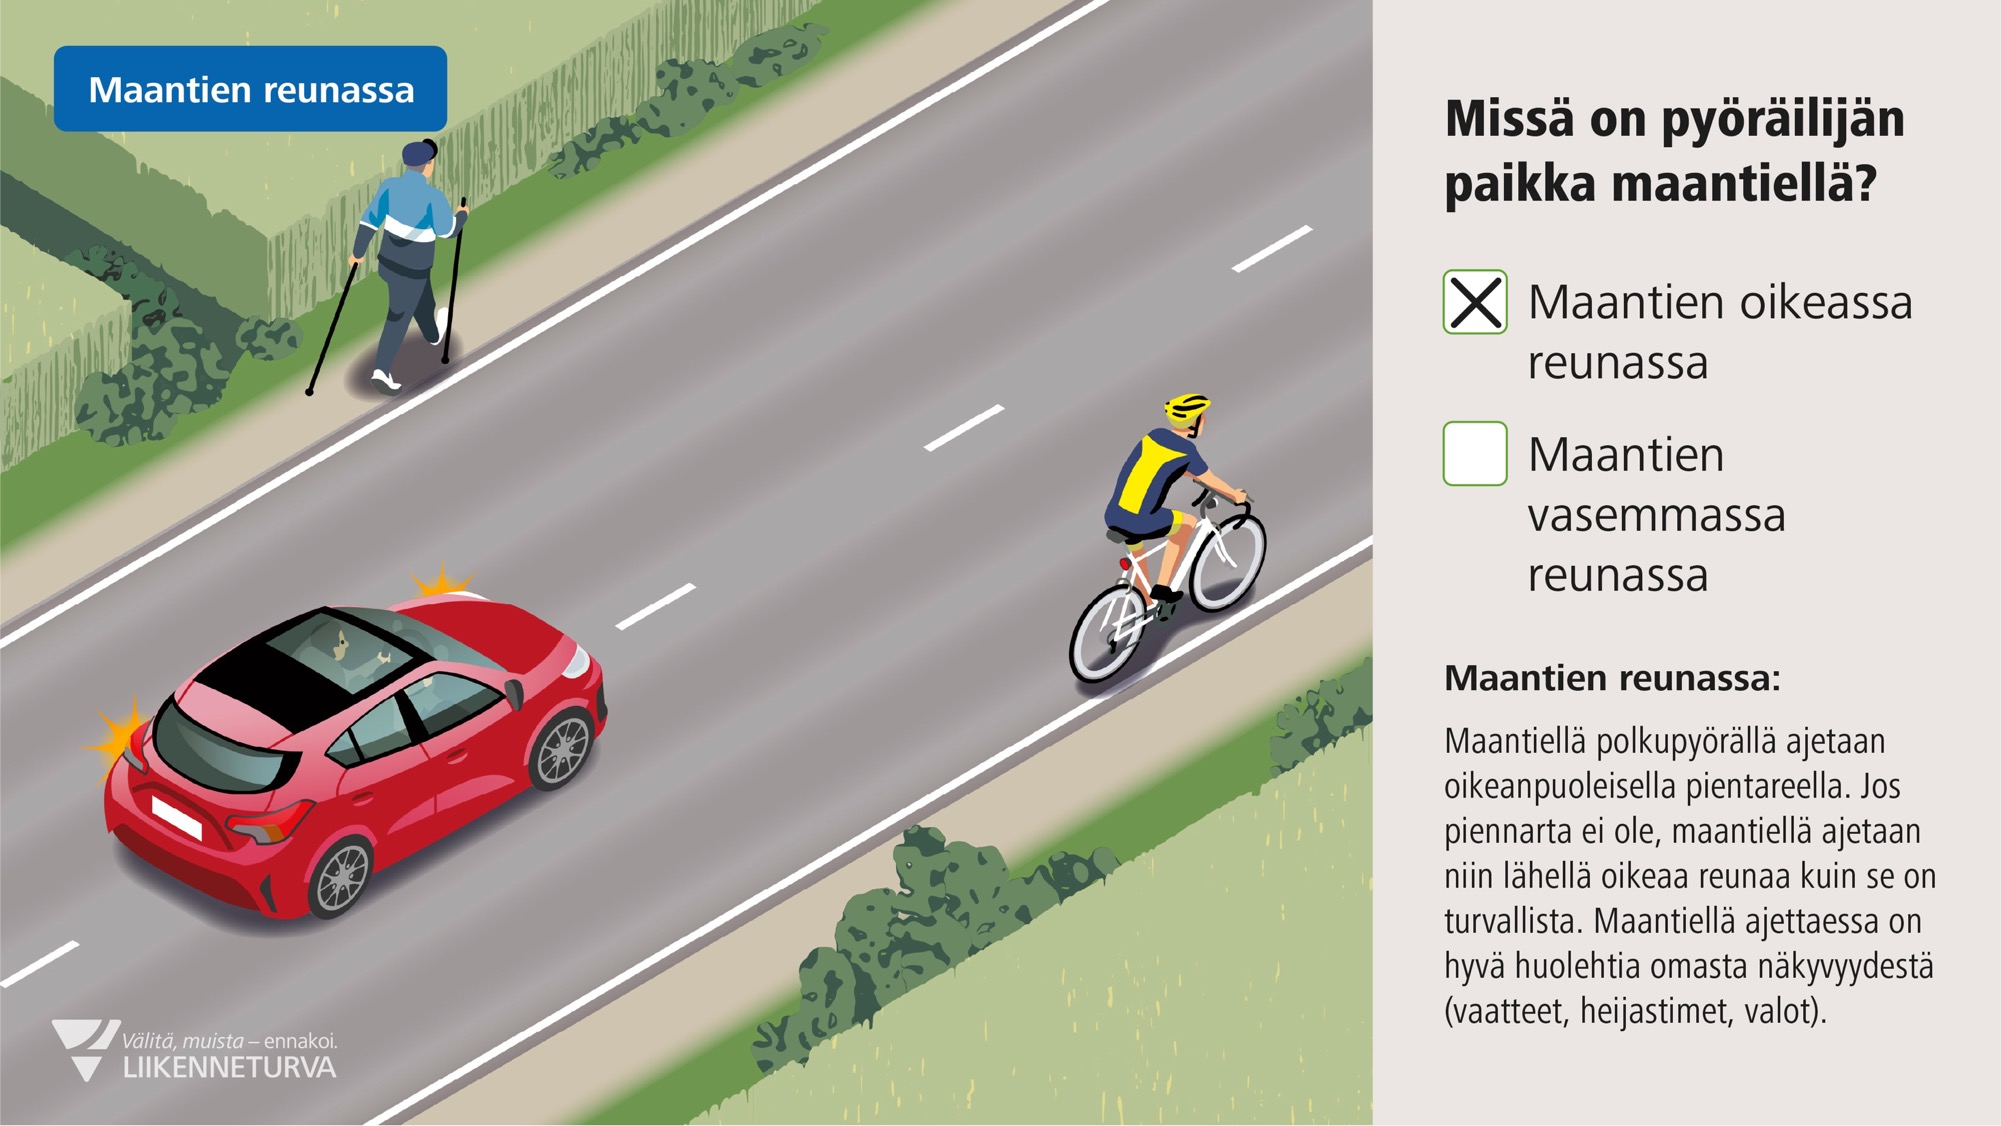 Maantien reunassa
Missä on pyöräilijän
paikka maantiellä?
Maantien oikeassa
reunassa
Maantien
vasemmassa
reunassa
Maantien reunassa:
Maantiellä polkupyörällä ajetaan
oikeanpuoleisella pientareella. Jos
piennarta ei ole, maantiellä ajetaan
niin lähellä oikeaa reunaa kuin se on
turvallista. Maantiellä ajettaessa on
hyvä huolehtia omasta näkyvyydestä
(vaatteet, heijastimet, valot).
Välitä, muista – ennakoi.
LIIKENNETURVA